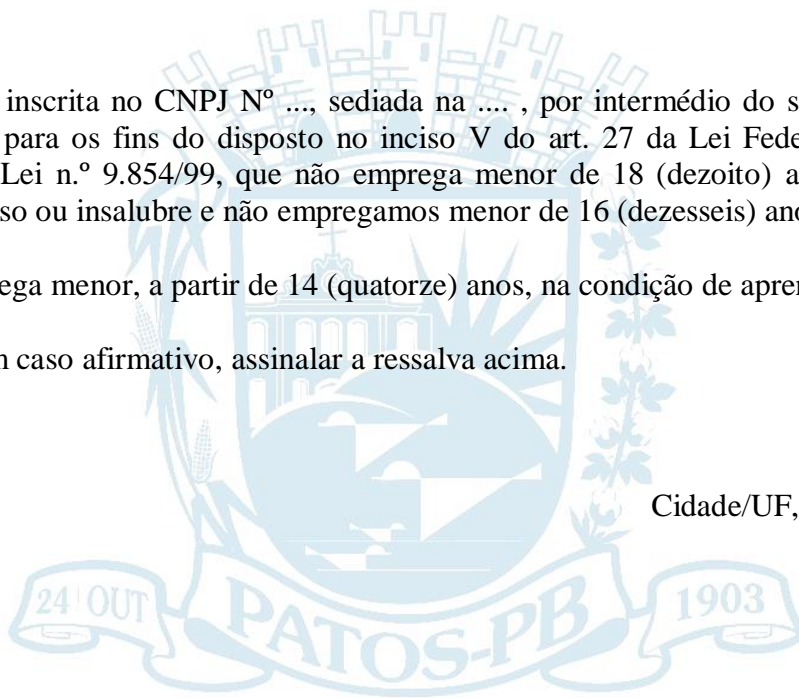 inscrita no CNPJ Nº ..., sediada na .... , por intermédio do s
para os fins do disposto no inciso V do art. 27 da Lei Fede
Lei n.º 9.854/99, que não emprega menor de 18 (dezoito) a
so ou insalubre e não empregamos menor de 16 (dezesseis) ano
ega menor, a partir de 14 (quatorze) anos, na condição de apren
m caso afirmativo, assinalar a ressalva acima.
Cidade/UF,
24 OUT
PATOS-PB
1903